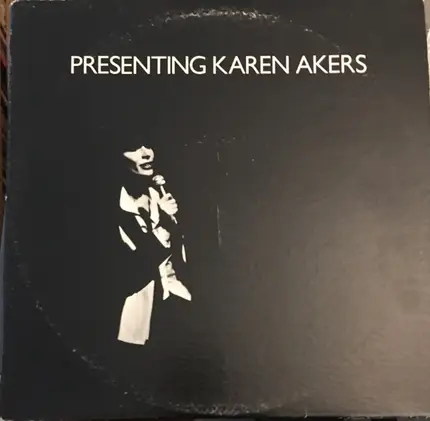 PRESENTING KAREN AKERS